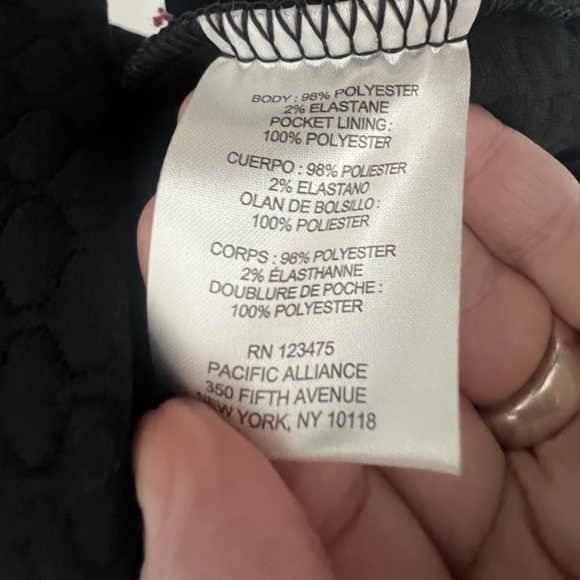 BODY : 98% POLYESTER
2% ELASTANE
POCKET LINING :
100% POLYESTER
CUERPO : 98% POLIESTER
2% ELASTANO
OLAN DE BOLSILLO :
100% POLIESTER
CORPS : 98% POLYESTER
2% ÉLASTHANNE
DOUBLURE DE POCHE :
100% POLYESTER
RN 123475
PACIFIC ALLIANCE
350 FIFTH AVENUE
NEW YORK, NY 10118